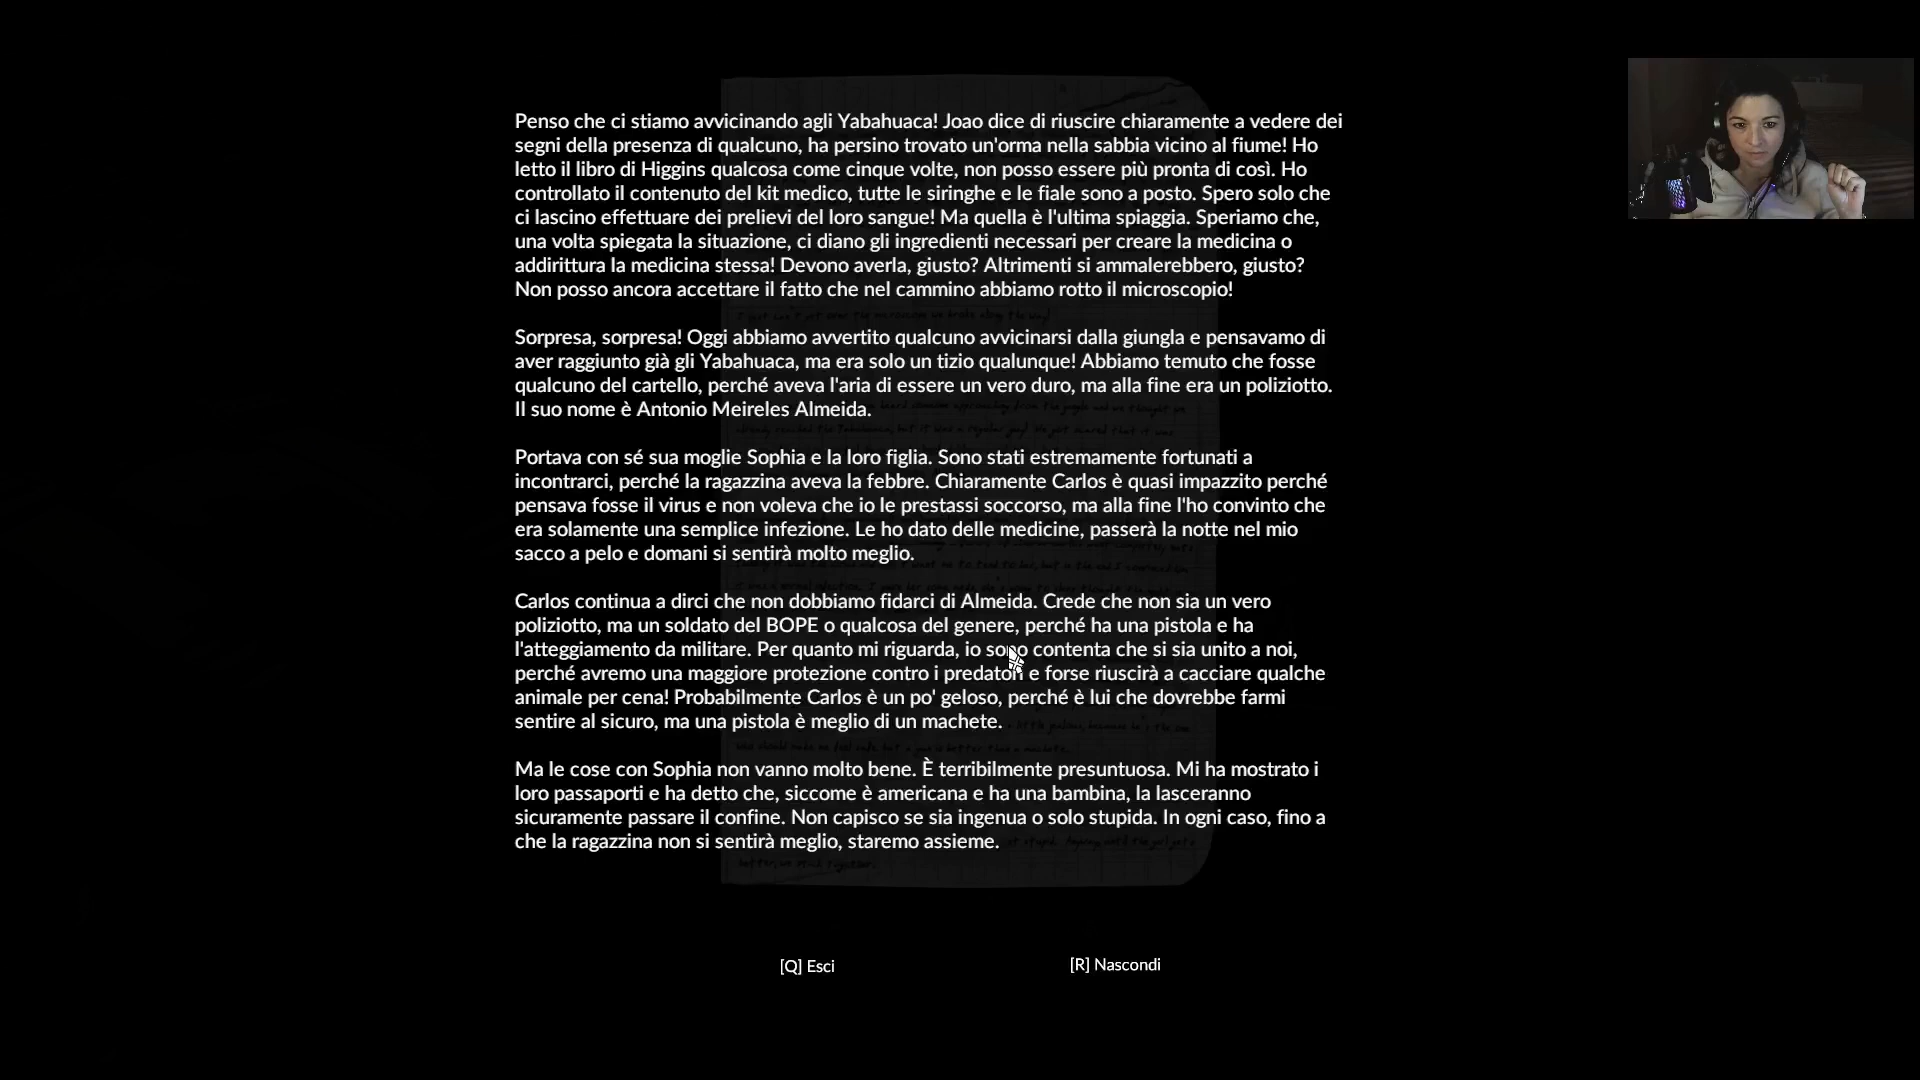 Penso che ci stiamo avvicinando agli Yabahuaca! Joao dice di riuscire chiaramente a vedere dei
segni della presenza di qualcuno, ha persino trovato un'orma nella sabbia vicino al fiume! Ho
letto il libro di Higgins qualcosa come cinque volte, non posso essere più pronta di così. Ho
controllato il contenuto del kit medico, tutte le siringhe e le fiale sono a posto. Spero solo che
ci lascino effettuare dei prelievi del loro sangue! Ma quella è l'ultima spiaggia. Speriamo che,
una volta spiegata la situazione, ci diano gli ingredienti necessari per creare la medicina o
addirittura la medicina stessa! Devono averla, giusto? Altrimenti si ammalerebbero, giusto?
Non posso ancora accettare il fatto che nel cammino abbiamo rotto il microscopio!
Sorpresa, sorpresa! Oggi abbiamo avvertito qualcuno avvicinarsi dalla giungla e pensavamo di
aver raggiunto già gli Yabahuaca, ma era solo un tizio qualunque! Abbiamo temuto che fosse
qualcuno del cartello, perché aveva l'aria di essere un vero duro, ma alla fine era un poliziotto.
Il suo nome è Antonio Meireles Almeida.
Portava con sé sua moglie Sophia e la loro figlia. Sono stati estremamente fortunati a
incontrarci, perché la ragazzina aveva la febbre. Chiaramente Carlos è quasi impazzito perché
pensava fosse il virus e non voleva che io le prestassi soccorso, ma alla fine l'ho convinto che
era solamente una semplice infezione. Le ho dato delle medicine, passerà la notte nel mio
sacco a pelo e domani si sentirà molto meglio.
Carlos continua a dirci che non dobbiamo fidarci di Almeida. Crede che non sia un vero
poliziotto, ma un soldato del BOPE o qualcosa del genere, perché ha una pistola e ha
l'atteggiamento da militare. Per quanto mi riguarda, io sono contenta che si sia unito a noi,
perché avremo una maggiore protezione contro i predatori e forse riuscirà a cacciare qualche
animale per cena! Probabilmente Carlos è un po' geloso, perché è lui che dovrebbe farmi
sentire al sicuro, ma una pistola è meglio di un machete.
Ma le cose con Sophia non vanno molto bene. È terribilmente presuntuosa. Mi ha mostrato i
loro passaporti e ha detto che, siccome è americana e ha una bambina, la lasceranno
sicuramente passare il confine. Non capisco se sia ingenua o solo stupida. In ogni caso, fino a
che la ragazzina non si sentirà meglio, staremo assieme.
[Q] Esci
[R] Nascondi